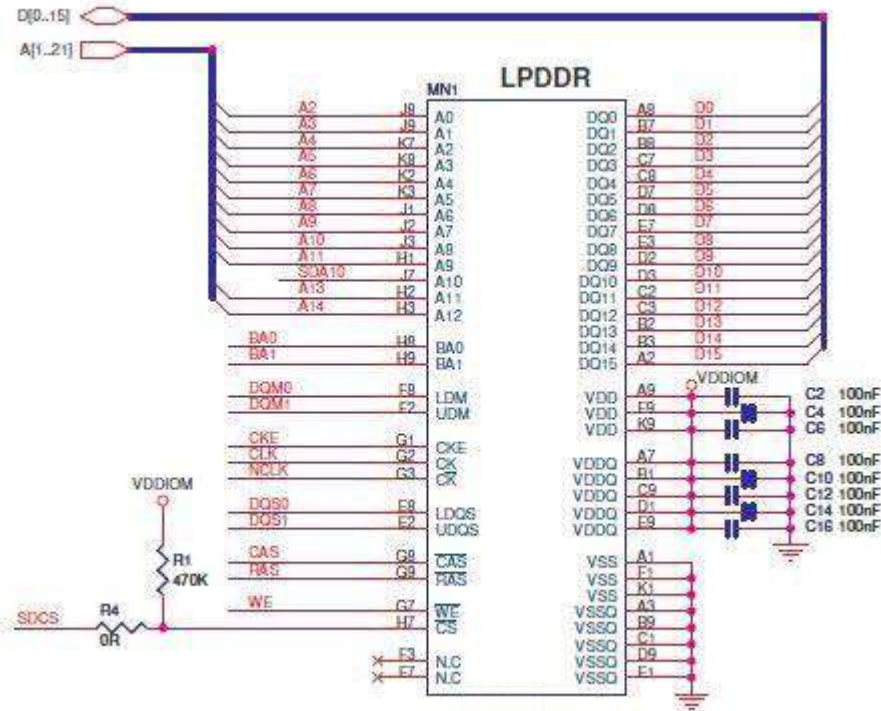 D[0..15]
A[1..21]
LPDDR
MN1
A2 J8 A0 DQ0 A8 D0
A3 J9 A1 DQ1 B7 D1
A4 K7 A2 DQ2 B8 D2
A5 K8 A3 DQ3 C7 D3
A6 K2 A4 DQ4 C8 D4
A7 K3 A5 DQ5 D7 D5
A8 J1 A6 DQ6 D8 D6
A9 J2 A7 DQ7 E7 D7
A10 J3 A8 DQ8 E3 D8
A11 H1 A9 DQ9 D2 D9
SDA10 J7 A10 DQ10 D3 D10
A13 H2 A11 DQ11 C2 D11
A14 H3 A12 DQ12 C3 D12
DQ13 B2 D13
BA0 H8 BA0 DQ14 B3 D14
BA1 H9 BA1 DQ15 A2 D15
VDDIOM
DQM0 F8 LDM VDD A9 C2 100nF
DQM1 F2 UDM VDD F9 C4 100nF
VDD K9 C6 100nF
CKE G1 CKE
CLK G2 CK VDDQ A7 C8 100nF
NCLK G3 CK VDDQ B1 C10 100nF
VDDIOM
VDDQ C9 C12 100nF
DQS0 E8 LDQS VDDQ D1 C14 100nF
DQS1 E2 UDQS VDDQ E9 C16 100nF
R1
470K
CAS G8 CAS VSS A1
RAS G9 RAS VSS F1
VSS K1
WE G7 WE VSSQ A3
SDCS R4 0R H7 CS VSSQ B9
VSSQ C1
F3 N.C VSSQ D9
F7 N.C VSSQ E1